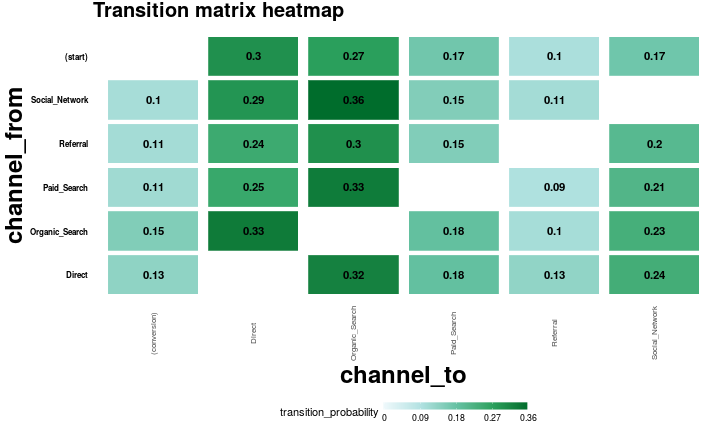 Transition matrix heatmap
channel_from
(start) 0.3 0.27 0.17 0.1 0.17
Social_Network 0.1 0.29 0.36 0.15 0.11
Referral 0.11 0.24 0.3 0.15 0.2
Paid_Search 0.11 0.25 0.33 0.09 0.21
Organic_Search 0.15 0.33 0.18 0.1 0.23
Direct 0.13 0.32 0.18 0.13 0.24
(conversion) Direct Organic_Search Paid_Search Referral Social_Network
channel_to
transition_probability
0 0.09 0.18 0.27 0.36